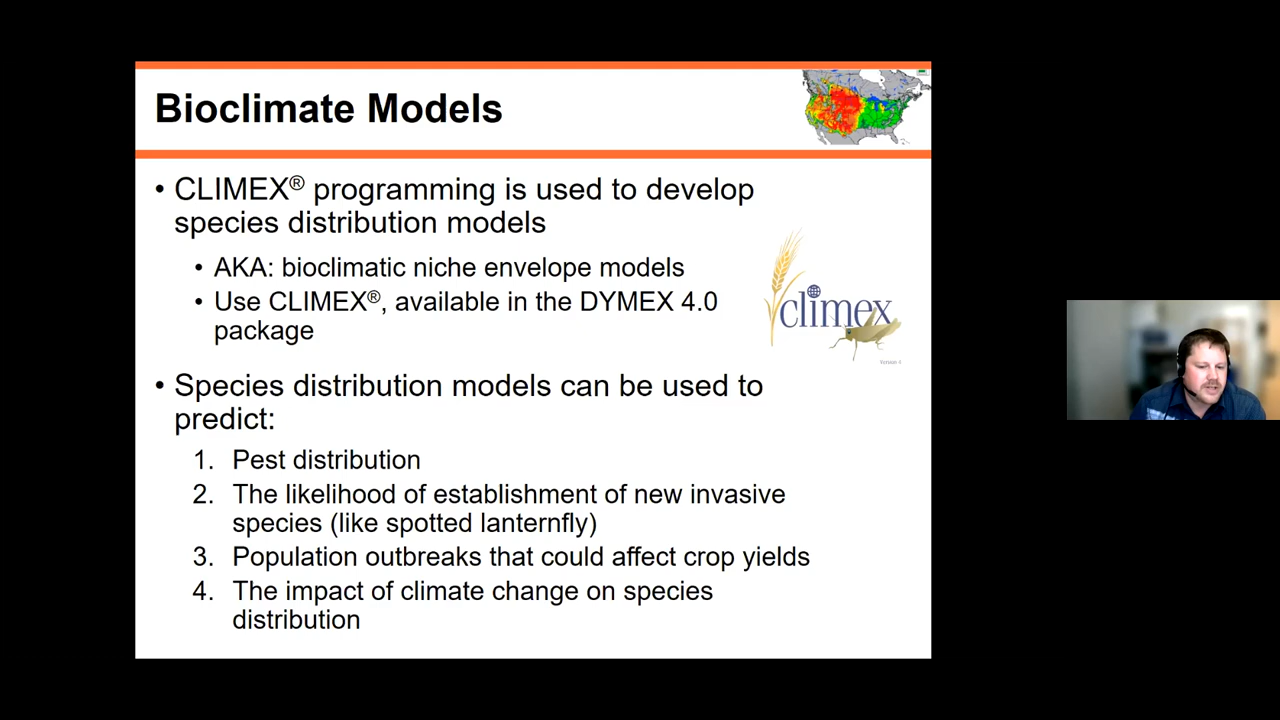 Bioclimate Models
• CLIMEX® programming is used to develop
species distribution models
• AKA: bioclimatic niche envelope models
• Use CLIMEX®, available in the DYMEX 4.0
package
climex
• Species distribution models can be used to
predict:
1. Pest distribution
2. The likelihood of establishment of new invasive
species (like spotted lanternfly)
3. Population outbreaks that could affect crop yields
4. The impact of climate change on species
distribution